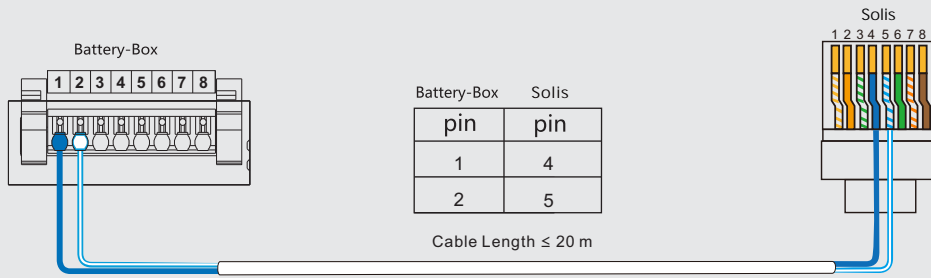 Solis
1 2 3 4 5 6 7 8
Battery-Box
1 2 3 4 5 6 7 8
Battery-Box Solis
pin pin
1 4
2 5
Cable Length ≤ 20 m